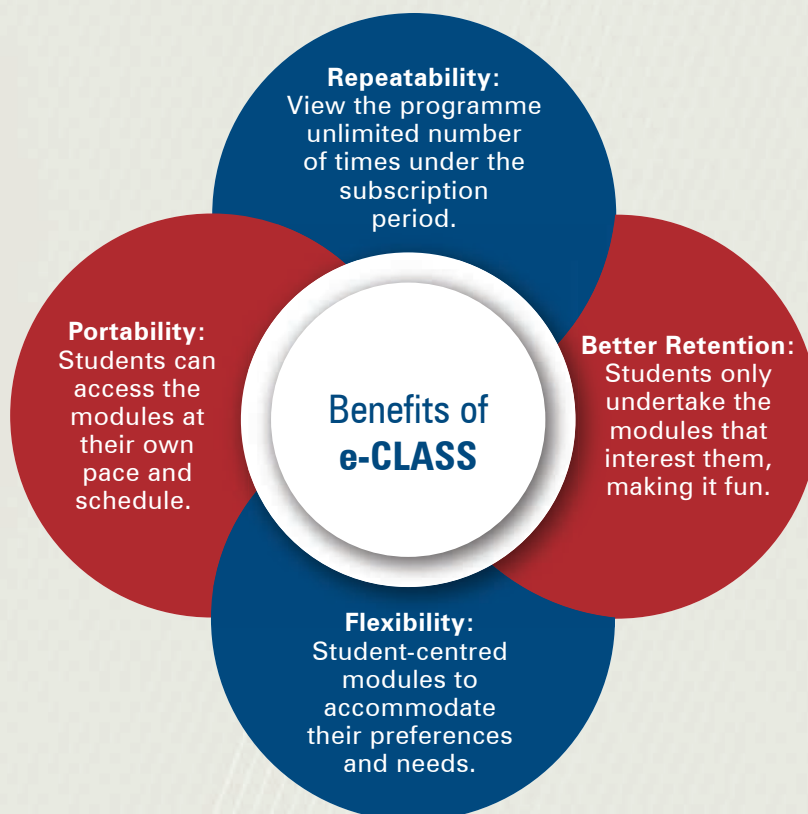 Repeatability:
View the programme
unlimited number
of times under the
subscription
period.
Portability:
Students can
access the
modules at
their own
pace and
schedule.
Benefits of
e-CLASS
Better Retention:
Students only
undertake the
modules that
interest them,
making it fun.
Flexibility:
Student-centred
modules to
accommodate
their preferences
and needs.